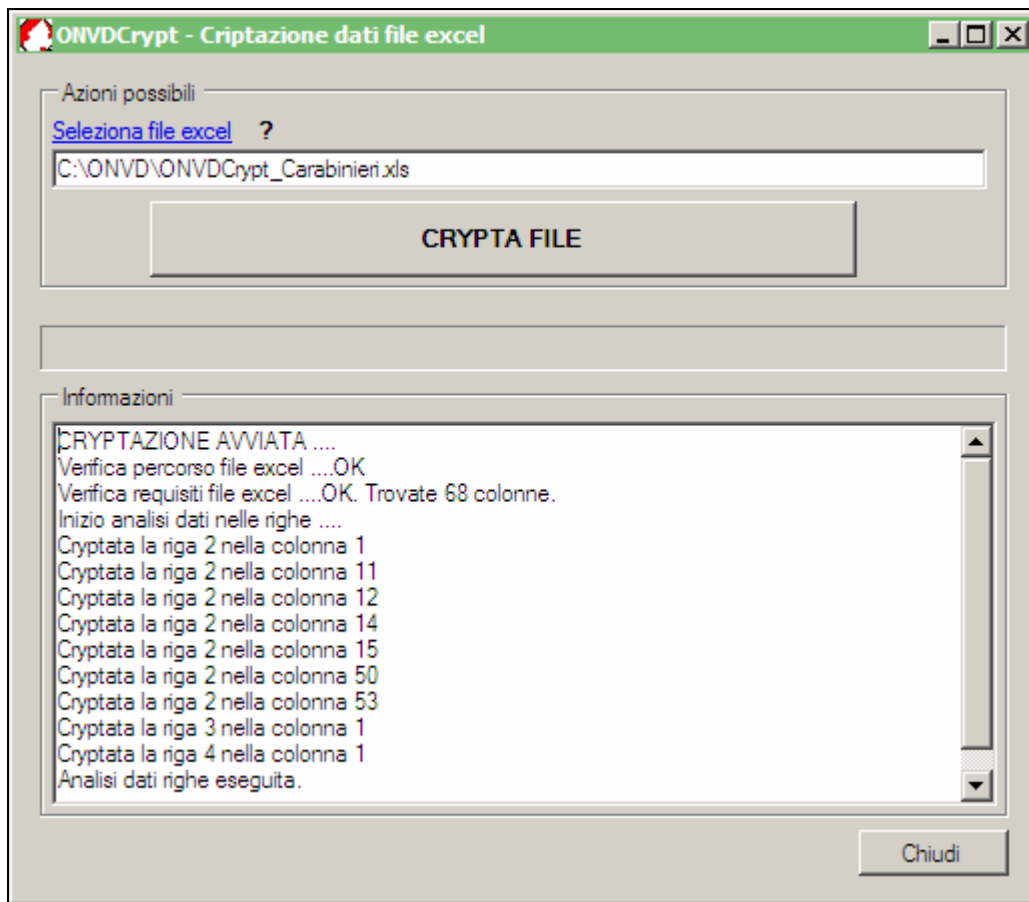 ONVDCrypt - Criptazione dati file excel
Azioni possibili
Seleziona file excel ?
C:\ONVD\ONVDCrypt_Carabinieri.xls
CRYPTA FILE
Informazioni
CRYPTAZIONE AVVIATA ....
Verifica percorso file excel ....OK
Verifica requisiti file excel ....OK. Trovate 68 colonne.
Inizio analisi dati nelle righe ....
Cryptata la riga 2 nella colonna 1
Cryptata la riga 2 nella colonna 11
Cryptata la riga 2 nella colonna 12
Cryptata la riga 2 nella colonna 14
Cryptata la riga 2 nella colonna 15
Cryptata la riga 2 nella colonna 50
Cryptata la riga 2 nella colonna 53
Cryptata la riga 3 nella colonna 1
Cryptata la riga 4 nella colonna 1
Analisi dati righe eseguita.
Chiudi